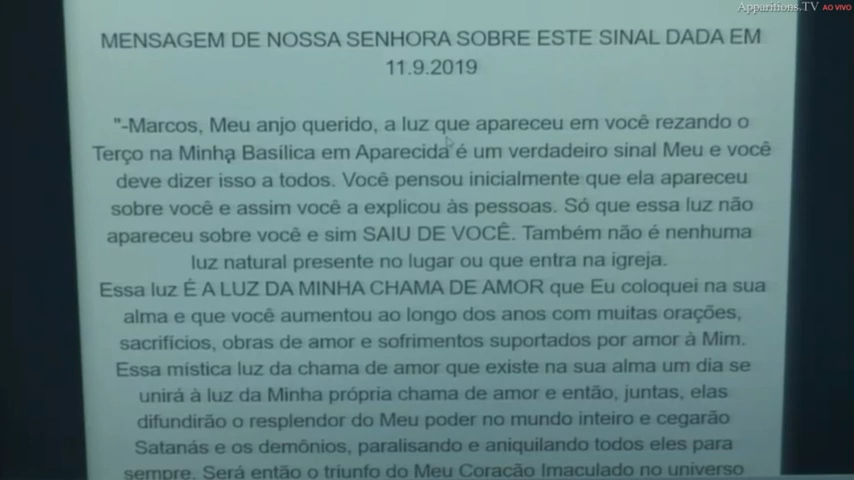 Apparitions.TV AO VIVO
MENSAGEM DE NOSSA SENHORA SOBRE ESTE SINAL DADA EM
11.9.2019
"-Marcos, Meu anjo querido, a luz que apareceu em você rezando o
Terço na Minha Basílica em Aparecida é um verdadeiro sinal Meu e você
deve dizer isso a todos. Você pensou inicialmente que ela apareceu
sobre você e assim você a explicou às pessoas. Só que essa luz não
apareceu sobre você e sim SAIU DE VOCÊ. Também não é nenhuma
luz natural presente no lugar ou que entra na igreja.
Essa luz É A LUZ DA MINHA CHAMA DE AMOR que Eu coloquei na sua
alma e que você aumentou ao longo dos anos com muitas orações,
sacrifícios, obras de amor e sofrimentos suportados por amor à Mim.
Essa mística luz da chama de amor que existe na sua alma um dia se
unirá à luz da Minha própria chama de amor e então, juntas, elas
difundirão o resplendor do Meu poder no mundo inteiro e cegarão
Satanás e os demônios, paralisando e aniquilando todos eles para
sempre. Será então o triunfo do Meu Coração Imaculado no universo